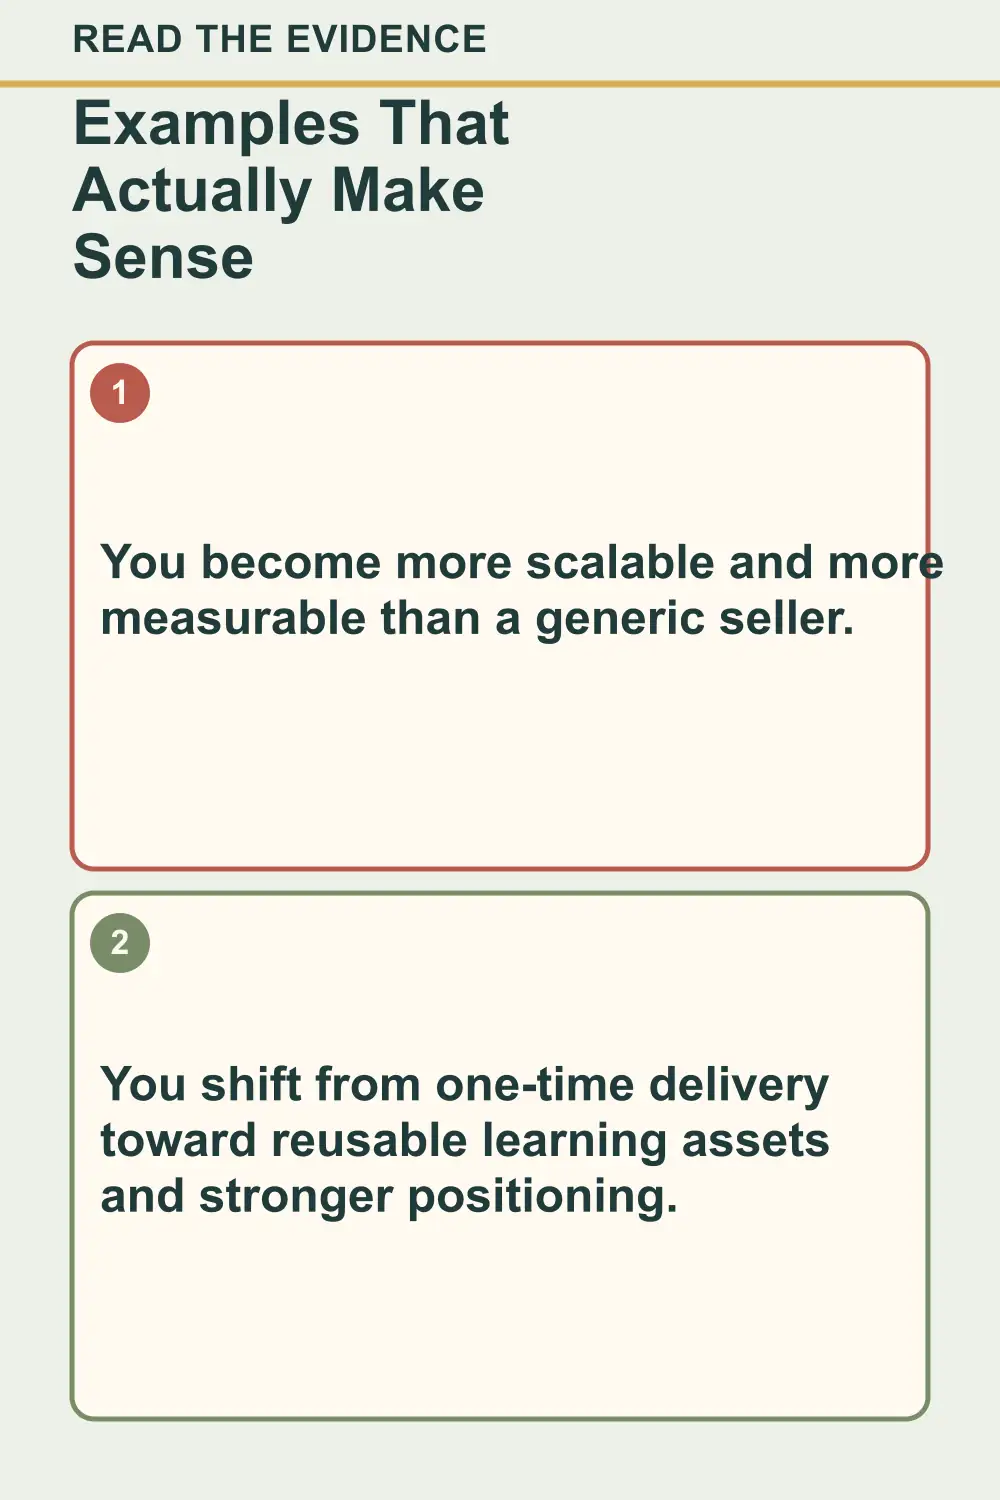 READ THE EVIDENCE
Examples That
Actually Make
Sense
1
You become more scalable and more
measurable than a generic seller.
2
You shift from one-time delivery
toward reusable learning assets
and stronger positioning.